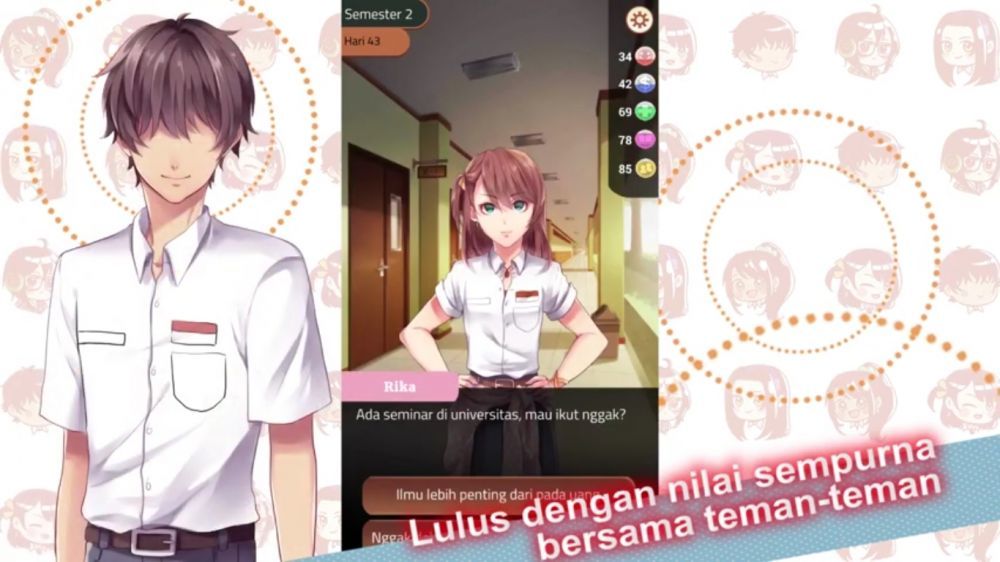 Semester 2
Hari 43
34
42
69
78
85
Rika
Ada seminar di universitas, mau ikut nggak?
Ilmu lebih penting dari pada uang
Lulus dengan nilai sempurna
bersama teman-teman